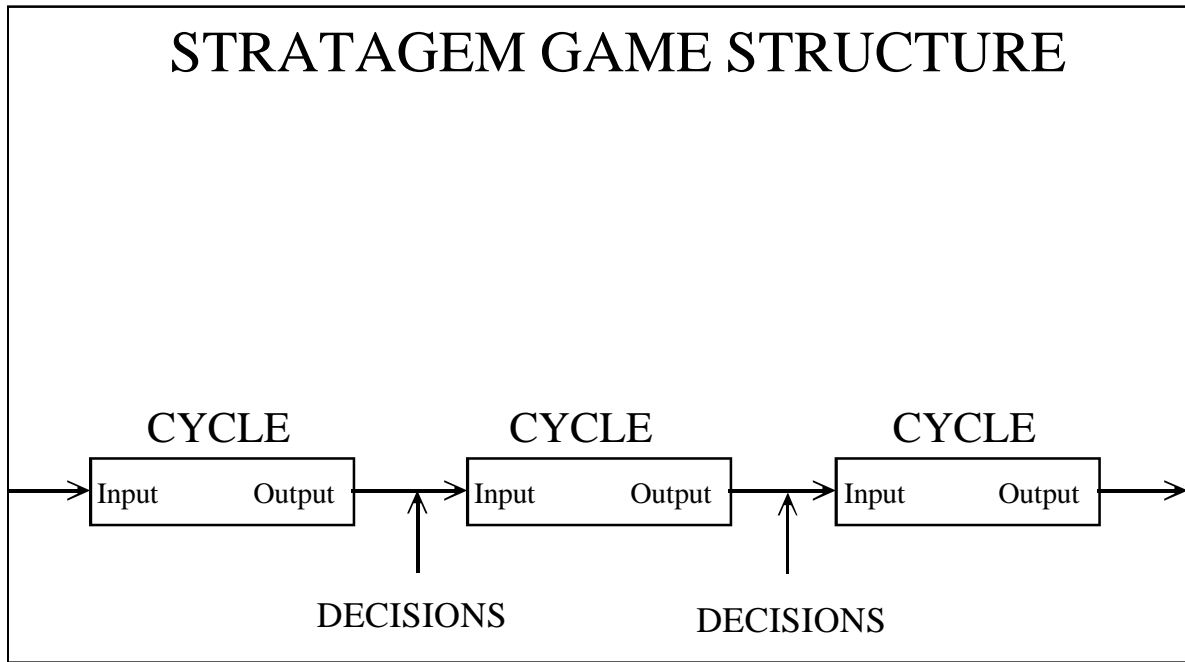 STRATAGEM GAME STRUCTURE
CYCLE CYCLE CYCLE
Input Output Input Output Input Output
DECISIONS DECISIONS